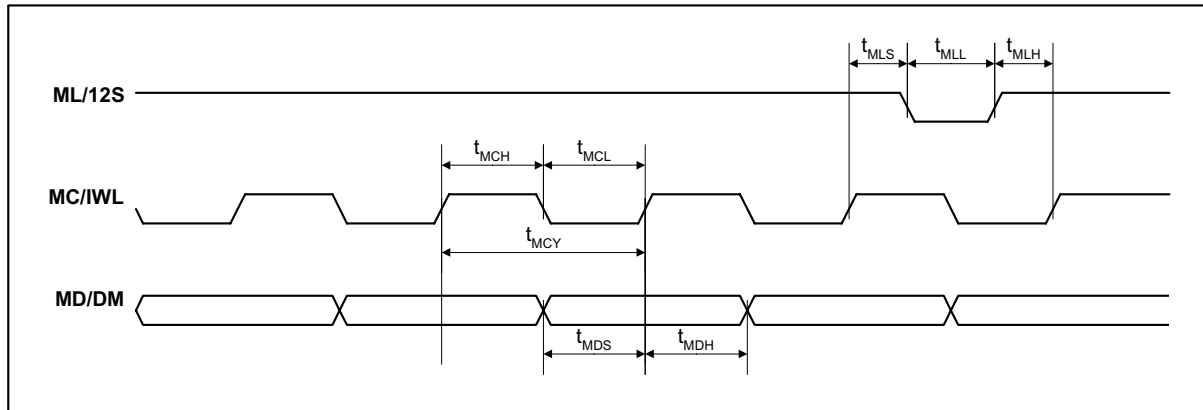 tMLS tMLL tMLH
ML/12S
tMCH tMCL
MC/IWL
tMCY
MD/DM
tMDS tMDH